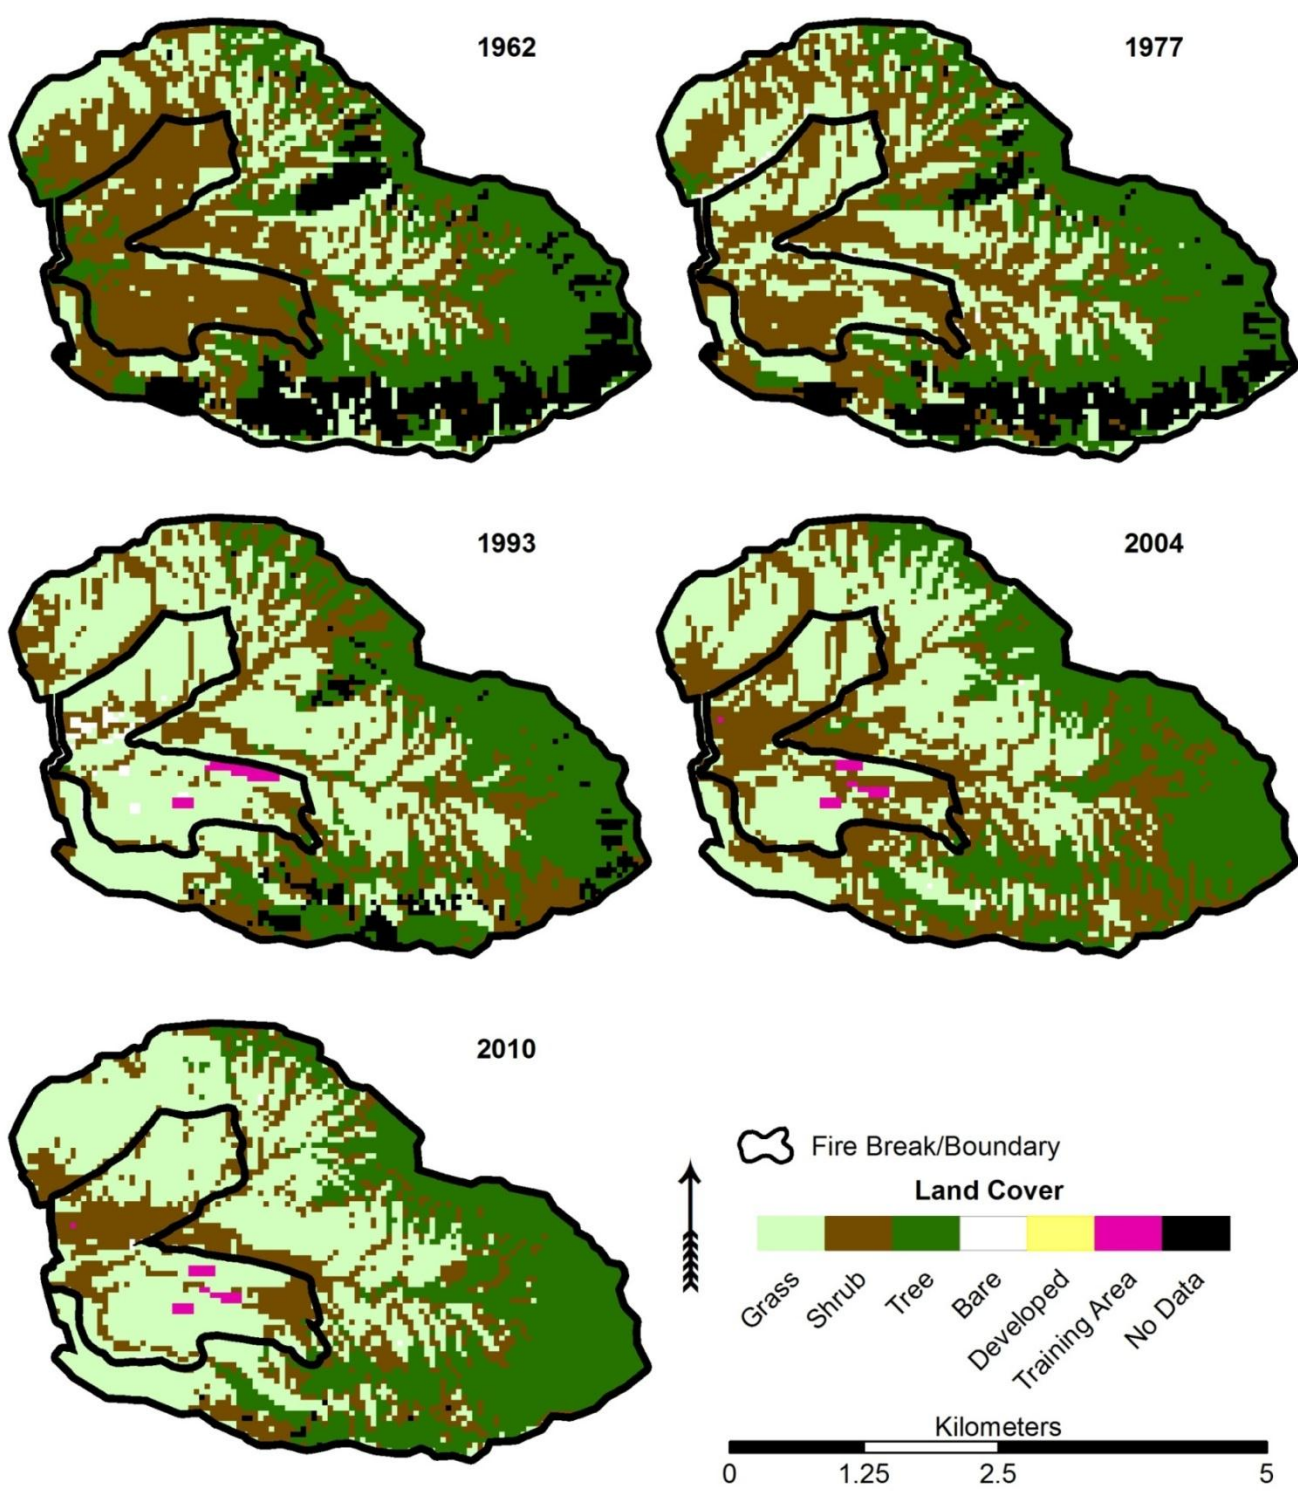 1962
1977
1993
2004
2010
Fire Break/Boundary
Land Cover
Grass
Shrub
Tree
Bare
Developed
Training Area
No Data
Kilometers
0 1.25 2.5 5